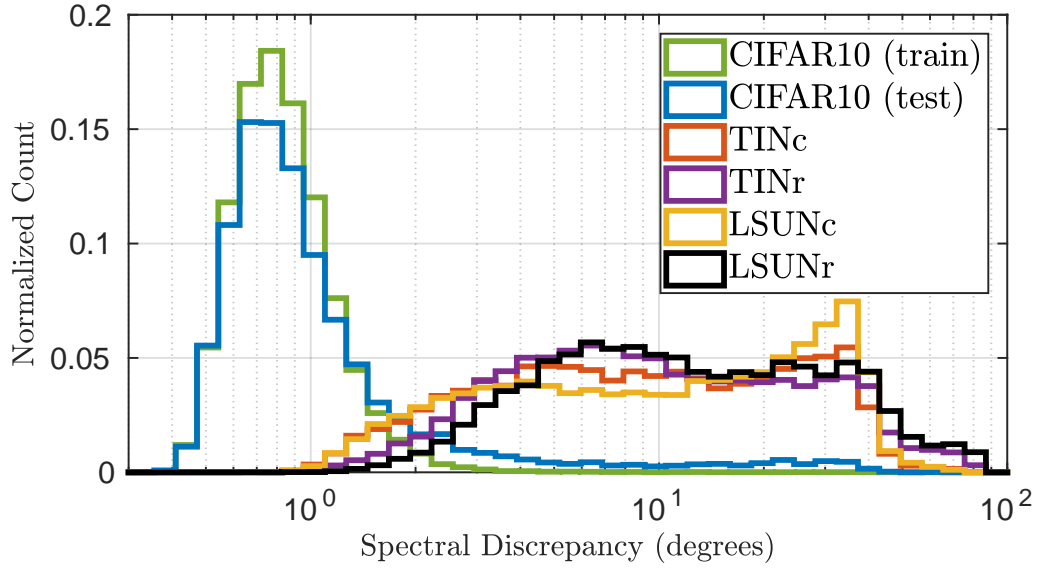 0.2
0.15
0.1
0.05
0
Normalized Count
CIFAR10 (train)
CIFAR10 (test)
TINc
TINr
LSUNc
LSUNr
10^0
10^1
10^2
Spectral Discrepancy (degrees)